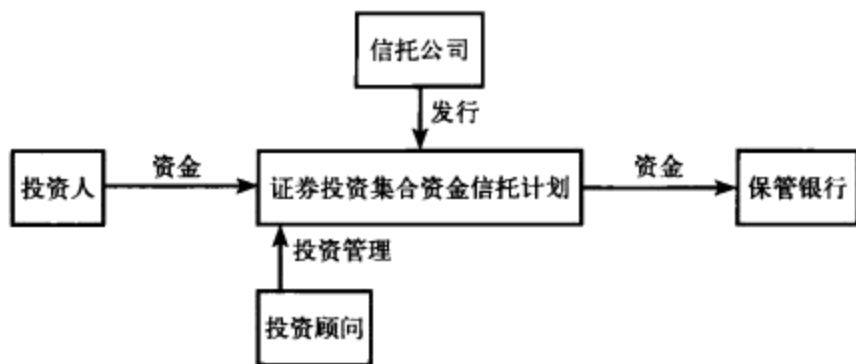 信托公司
发行
投资人
资金
证券投资集合资金信托计划
资金
保管银行
投资管理
投资顾问